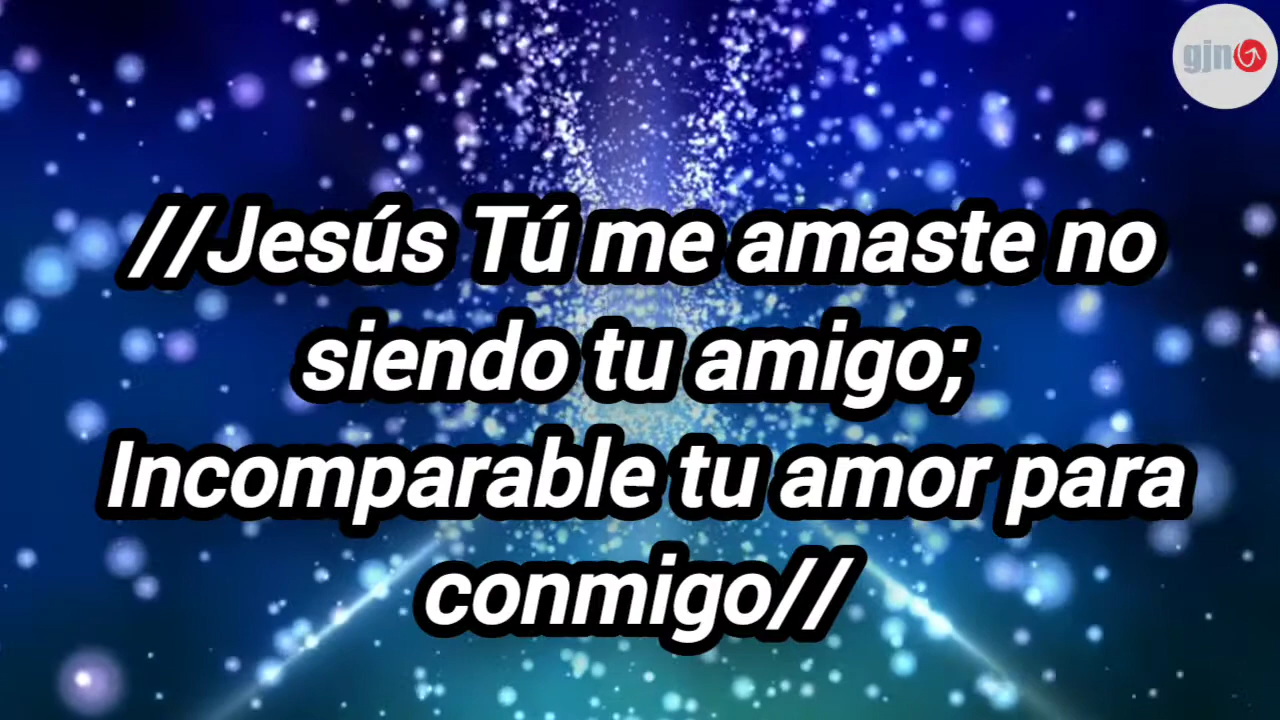 gjn
//Jesús Tú me amaste no
siendo tu amigo;
Incomparable tu amor para
conmigo//